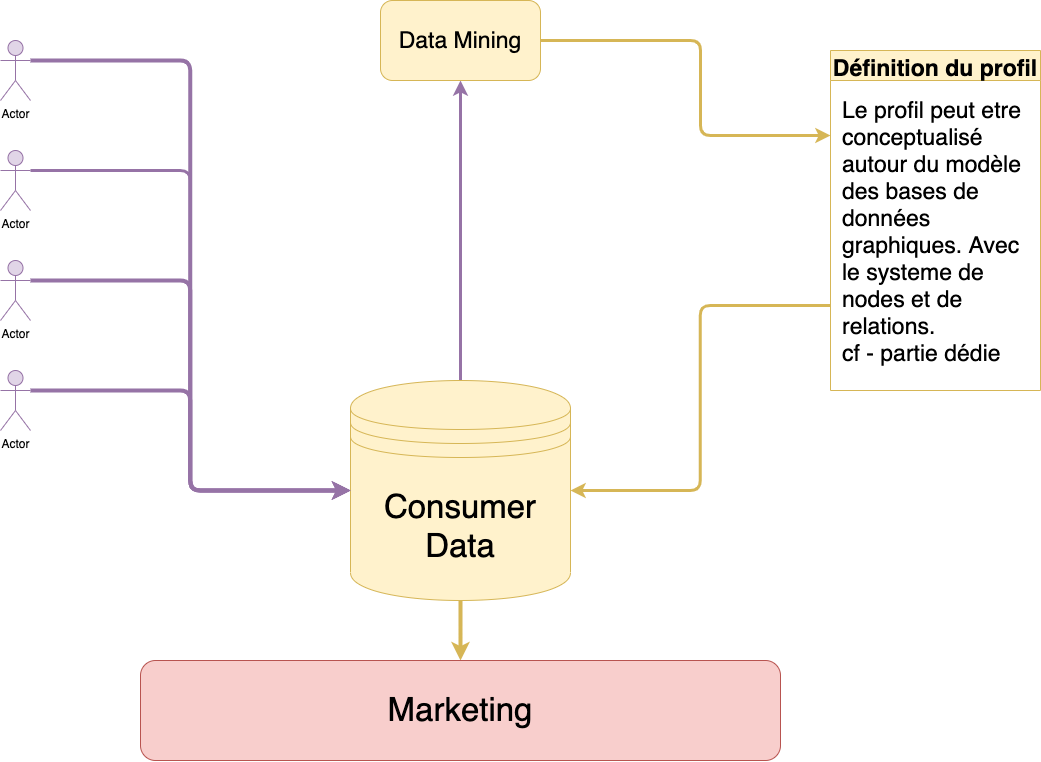 Data Mining
Définition du profil
Le profil peut etre
conceptualisé
autour du modèle
des bases de
données
graphiques. Avec
le systeme de
nodes et de
relations.
cf - partie dédie
Actor
Actor
Actor
Actor
Consumer
Data
Marketing